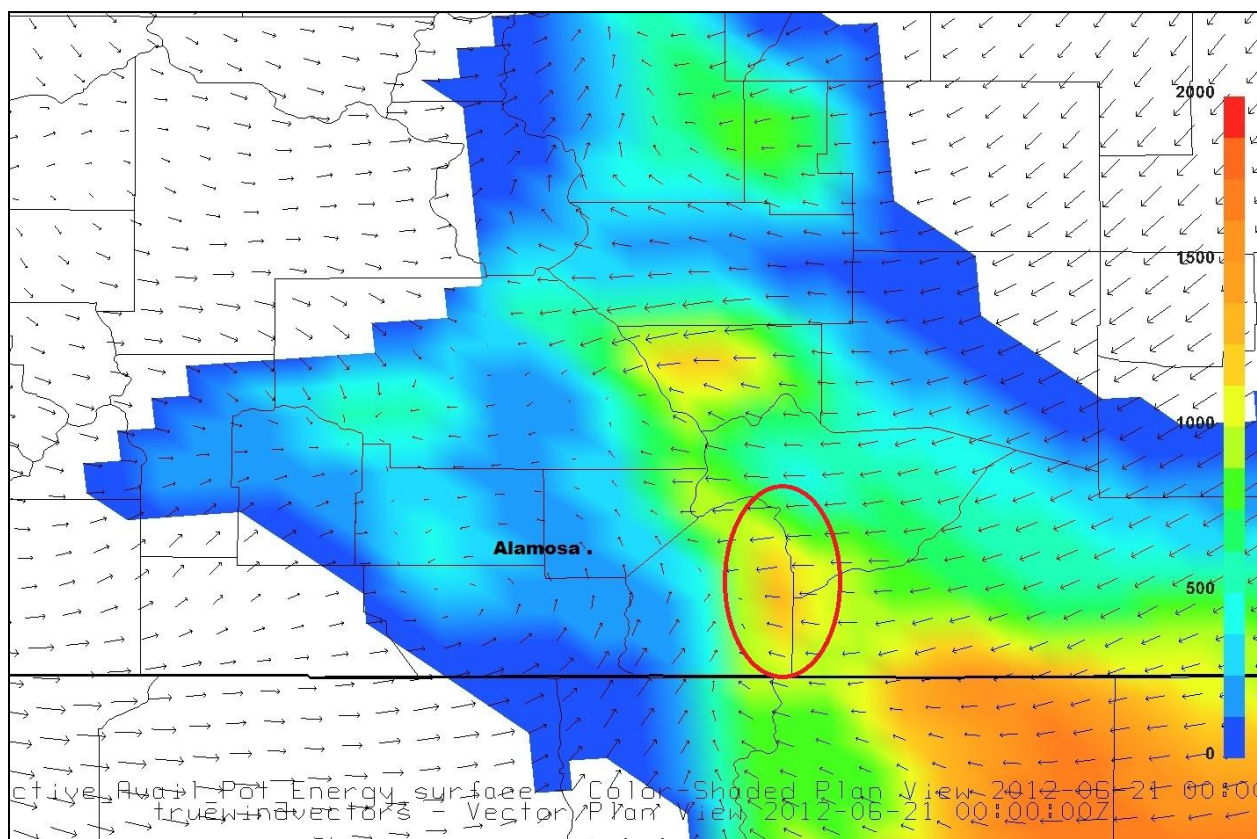 2000
1500
1000
500
0
Alamosa .
ctive Avail Pot Energy surface - Color-Shaded Plan View 2012-06-21 00:00
truewindvectors - Vector Plan View 2012-06-21 00:00:00Z